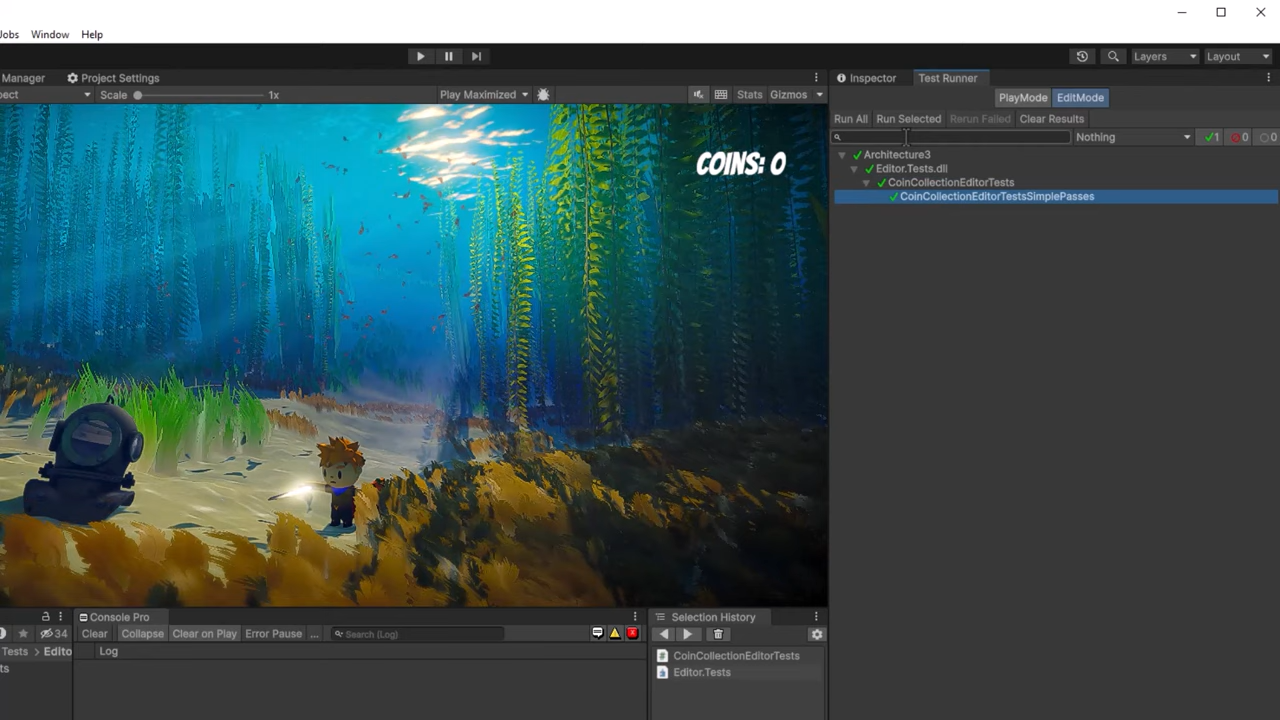 Jobs Window Help
Layers Layout
Manager Project Settings
pect Scale 1x Play Maximized Stats Gizmos
COINS: 0
Inspector Test Runner
PlayMode EditMode
Run All Run Selected Rerun Failed Clear Results
Nothing 1 0 0
Architecture3
Editor.Tests.dll
CoinCollectionEditorTests
CoinCollectionEditorTestsSimplePasses
34
Tests > Edito
ts
Console Pro
Clear Collapse Clear on Play Error Pause ... Search (Log)
Log
Selection History
CoinCollectionEditorTests
Editor.Tests